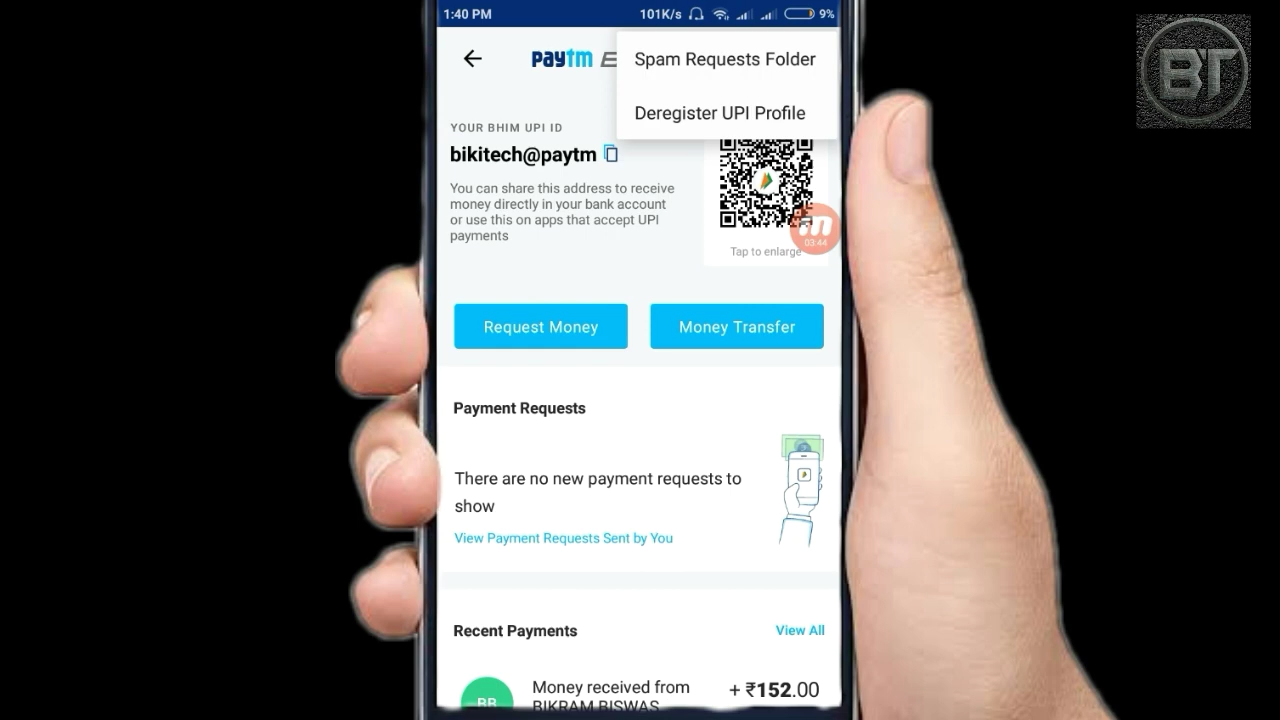 1:40 PM
101K/s
9%
paytm
Spam Requests Folder
Deregister UPI Profile
YOUR BHIM UPI ID
bikitech@paytm
You can share this address to receive
money directly in your bank account
or use this on apps that accept UPI
payments
03:44
Tap to enlarge
Request Money
Money Transfer
Payment Requests
There are no new payment requests to
show
View Payment Requests Sent by You
Recent Payments
View All
BB
Money received from
BIKRAM BISWAS
+ ₹152.00
BT